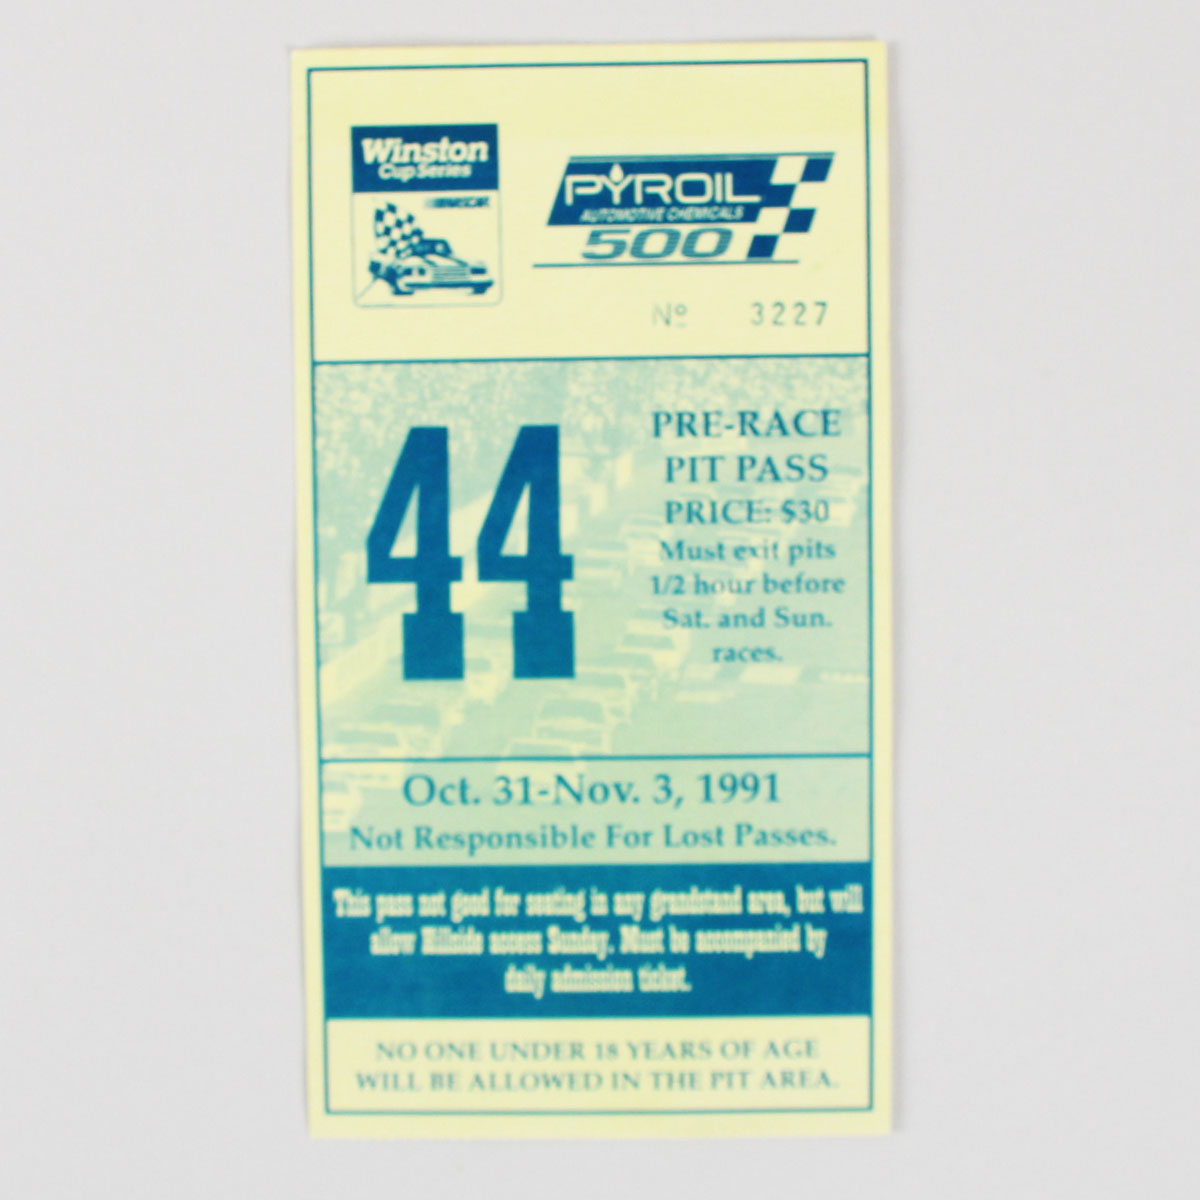 Winston
Cup Series
NASCAR
PYROIL
AUTOMOTIVE CHEMICALS
500
Nº 3227
44
PRE-RACE
PIT PASS
PRICE: $30
Must exit pits
1/2 hour before
Sat. and Sun.
races.
Oct. 31-Nov. 3, 1991
Not Responsible For Lost Passes.
This pass not good for seating in any grandstand area, but will
allow Hillside access Sunday. Must be accompanied by
daily admission ticket.
NO ONE UNDER 18 YEARS OF AGE
WILL BE ALLOWED IN THE PIT AREA.